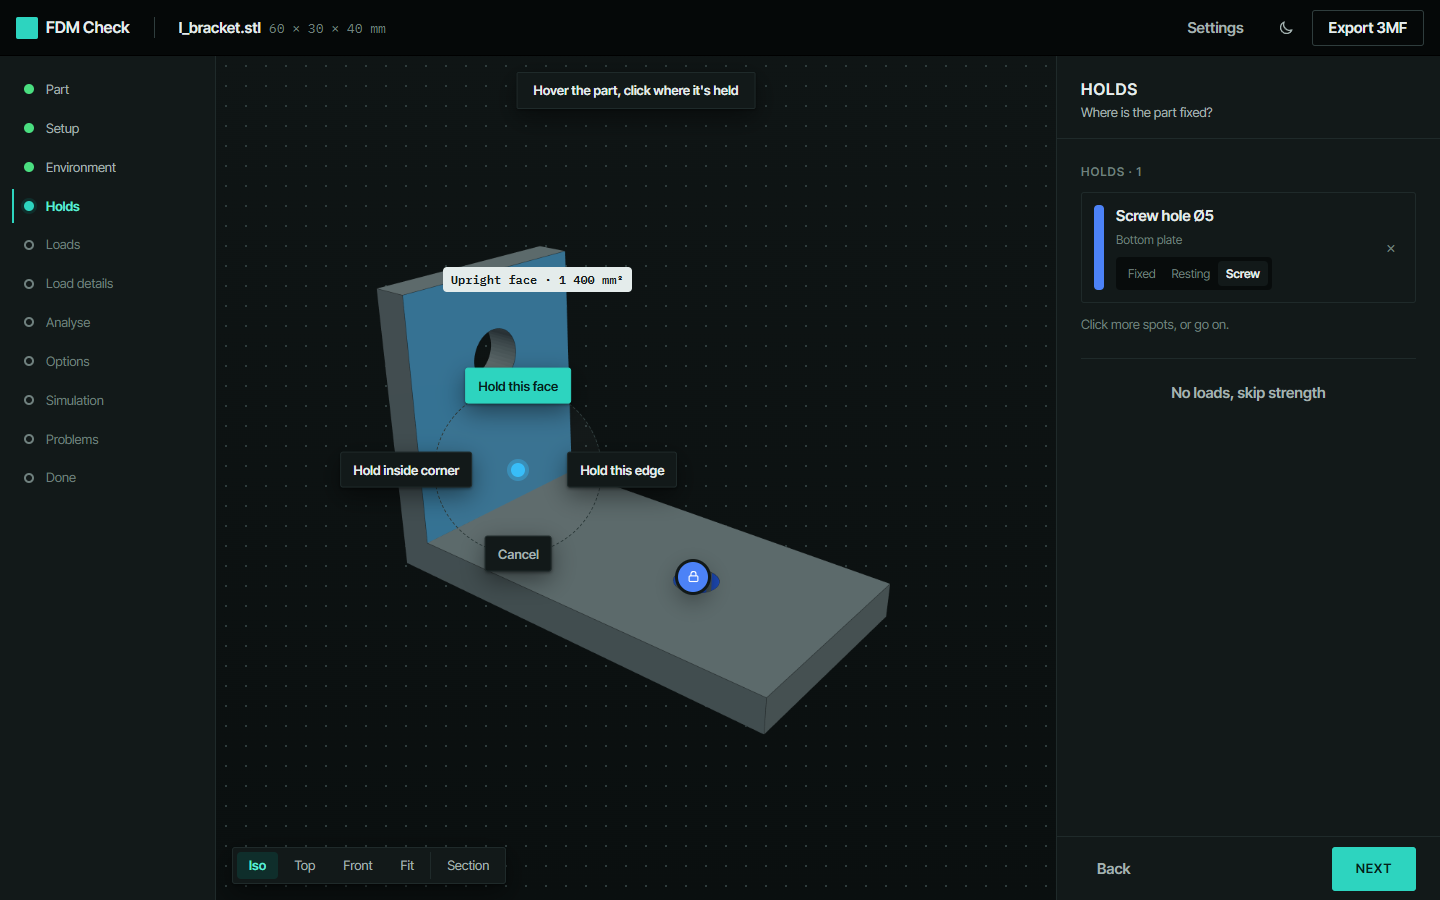 FDM Check
l_bracket.stl 60 × 30 × 40 mm
Settings
Export 3MF
Part
Setup
Environment
Holds
Loads
Load details
Analyse
Options
Simulation
Problems
Done
Hover the part, click where it's held
Upright face · 1 400 mm²
Hold this face
Hold inside corner
Hold this edge
Cancel
Iso
Top
Front
Fit
Section
HOLDS
Where is the part fixed?
HOLDS · 1
Screw hole Ø5
Bottom plate
Fixed
Resting
Screw
×
Click more spots, or go on.
No loads, skip strength
Back
NEXT